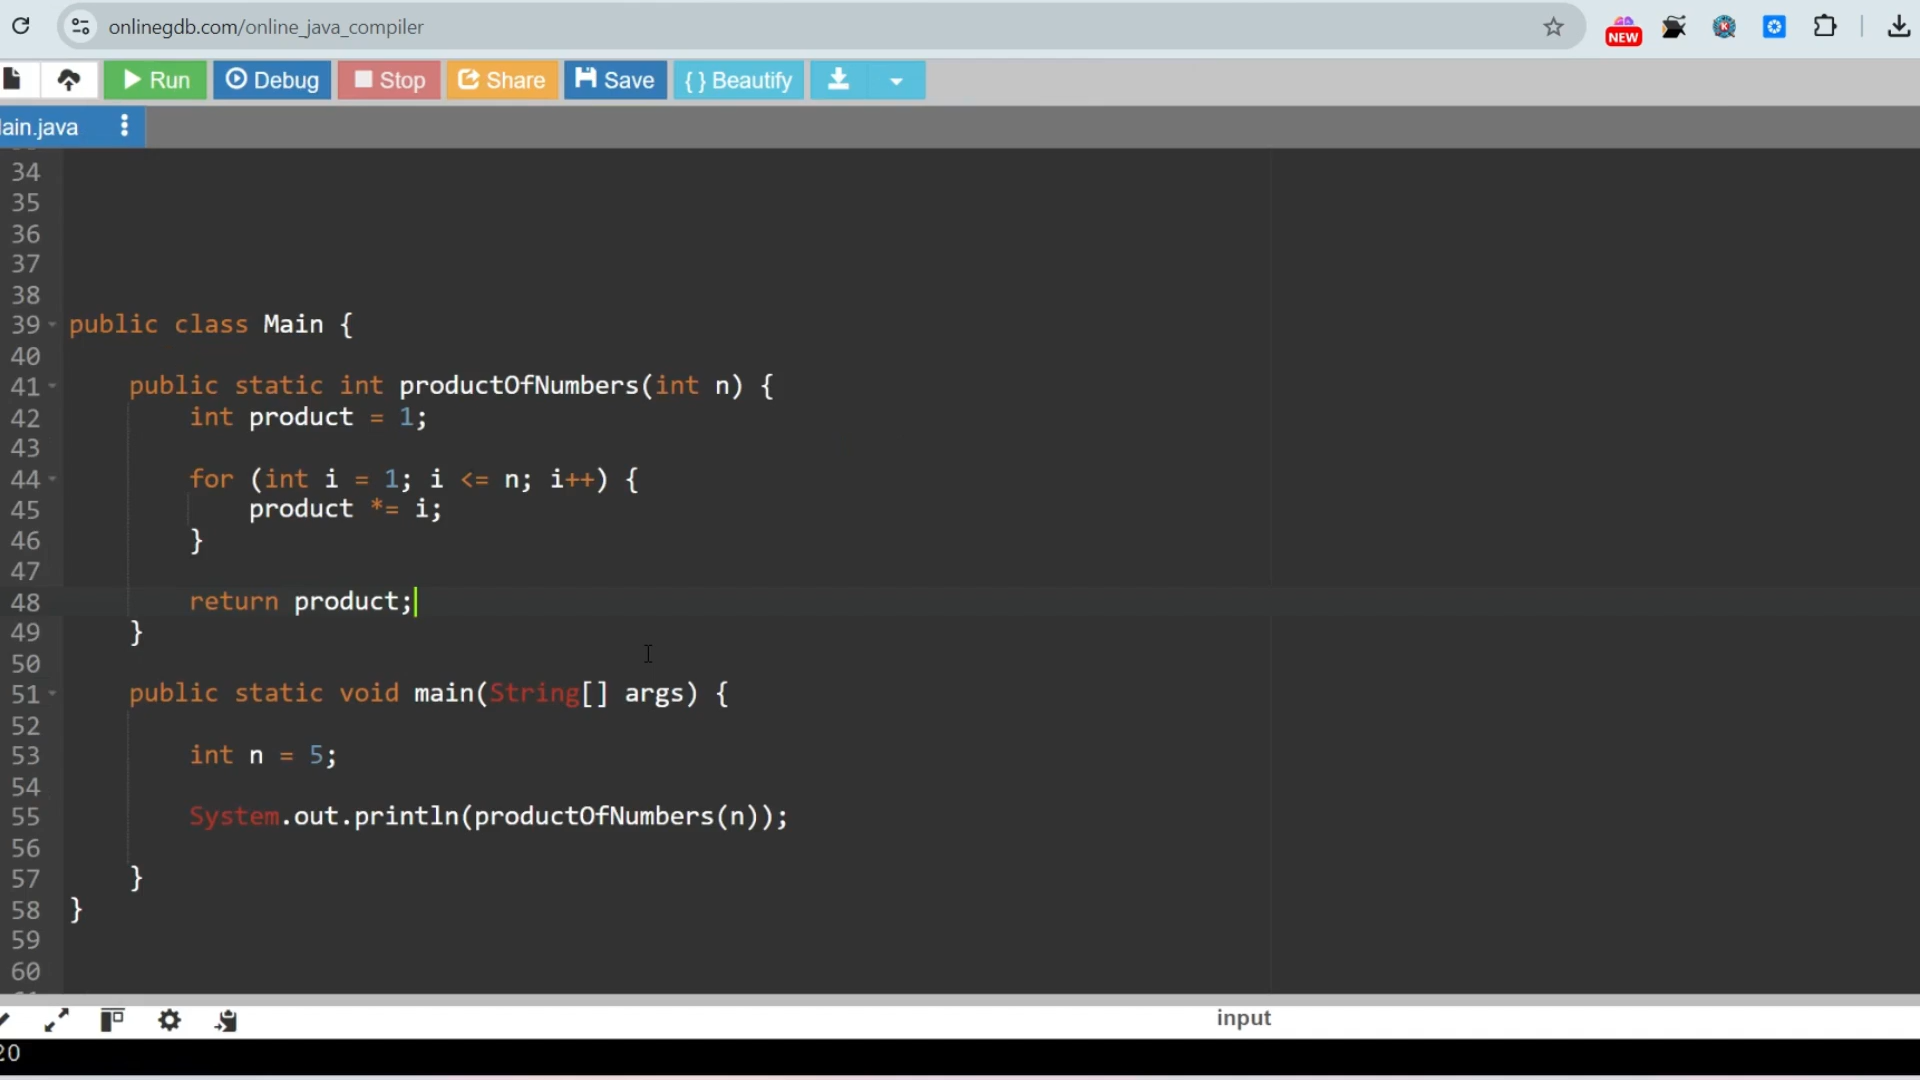 onlinegdb.com/online_java_compiler
NEW
Run Debug Stop Share Save { } Beautify
ain.java
34
35
36
37
38
39 public class Main {
40
41 public static int productOfNumbers(int n) {
42 int product = 1;
43
44 for (int i = 1; i <= n; i++) {
45 product *= i;
46 }
47
48 return product;
49 }
50
51 public static void main(String[] args) {
52
53 int n = 5;
54
55 System.out.println(productOfNumbers(n));
56
57 }
58 }
59
60
input
20